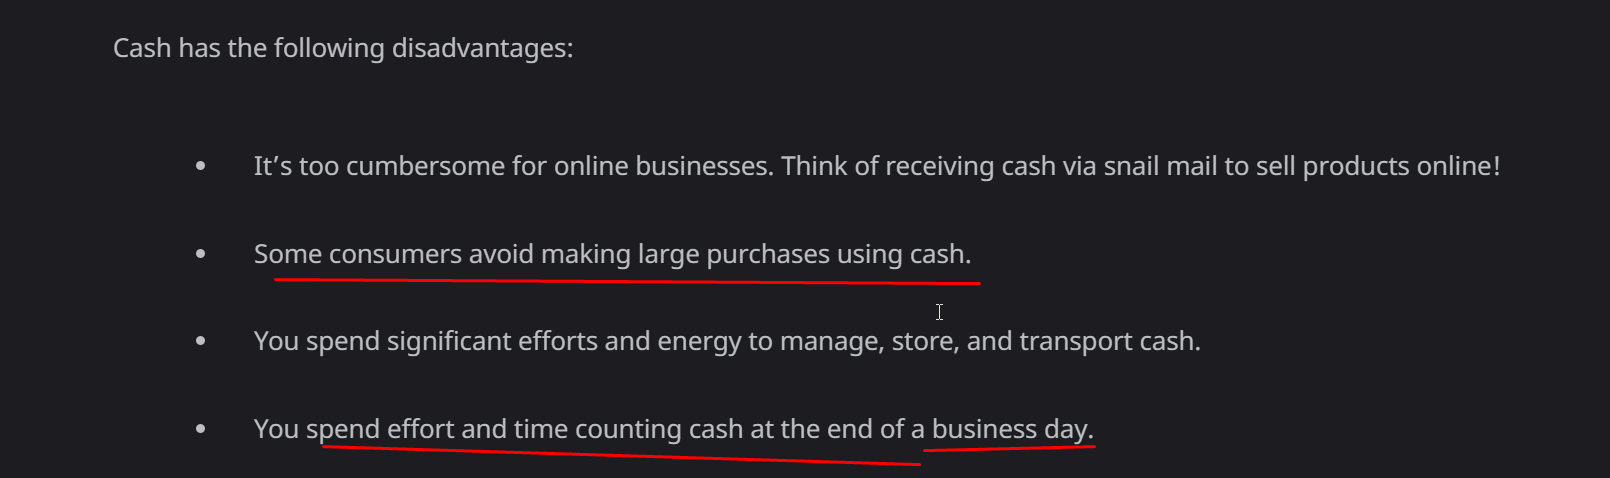 Cash has the following disadvantages:
• It’s too cumbersome for online businesses. Think of receiving cash via snail mail to sell products online!
• Some consumers avoid making large purchases using cash.
• You spend significant efforts and energy to manage, store, and transport cash.
• You spend effort and time counting cash at the end of a business day.